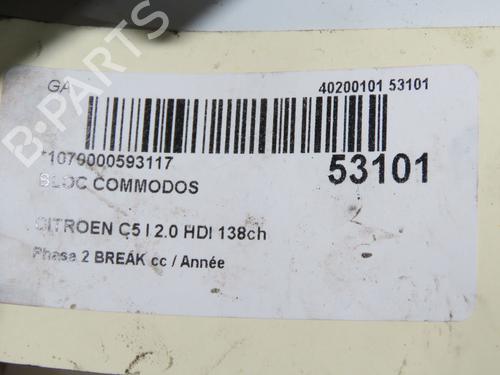 GA
40200101 53101
*1079000593117
53101
BLOC COMMODOS
CITROEN C5 I 2.0 HDI 138ch
Phase 2 BREAK cc / Année
B-PARTS